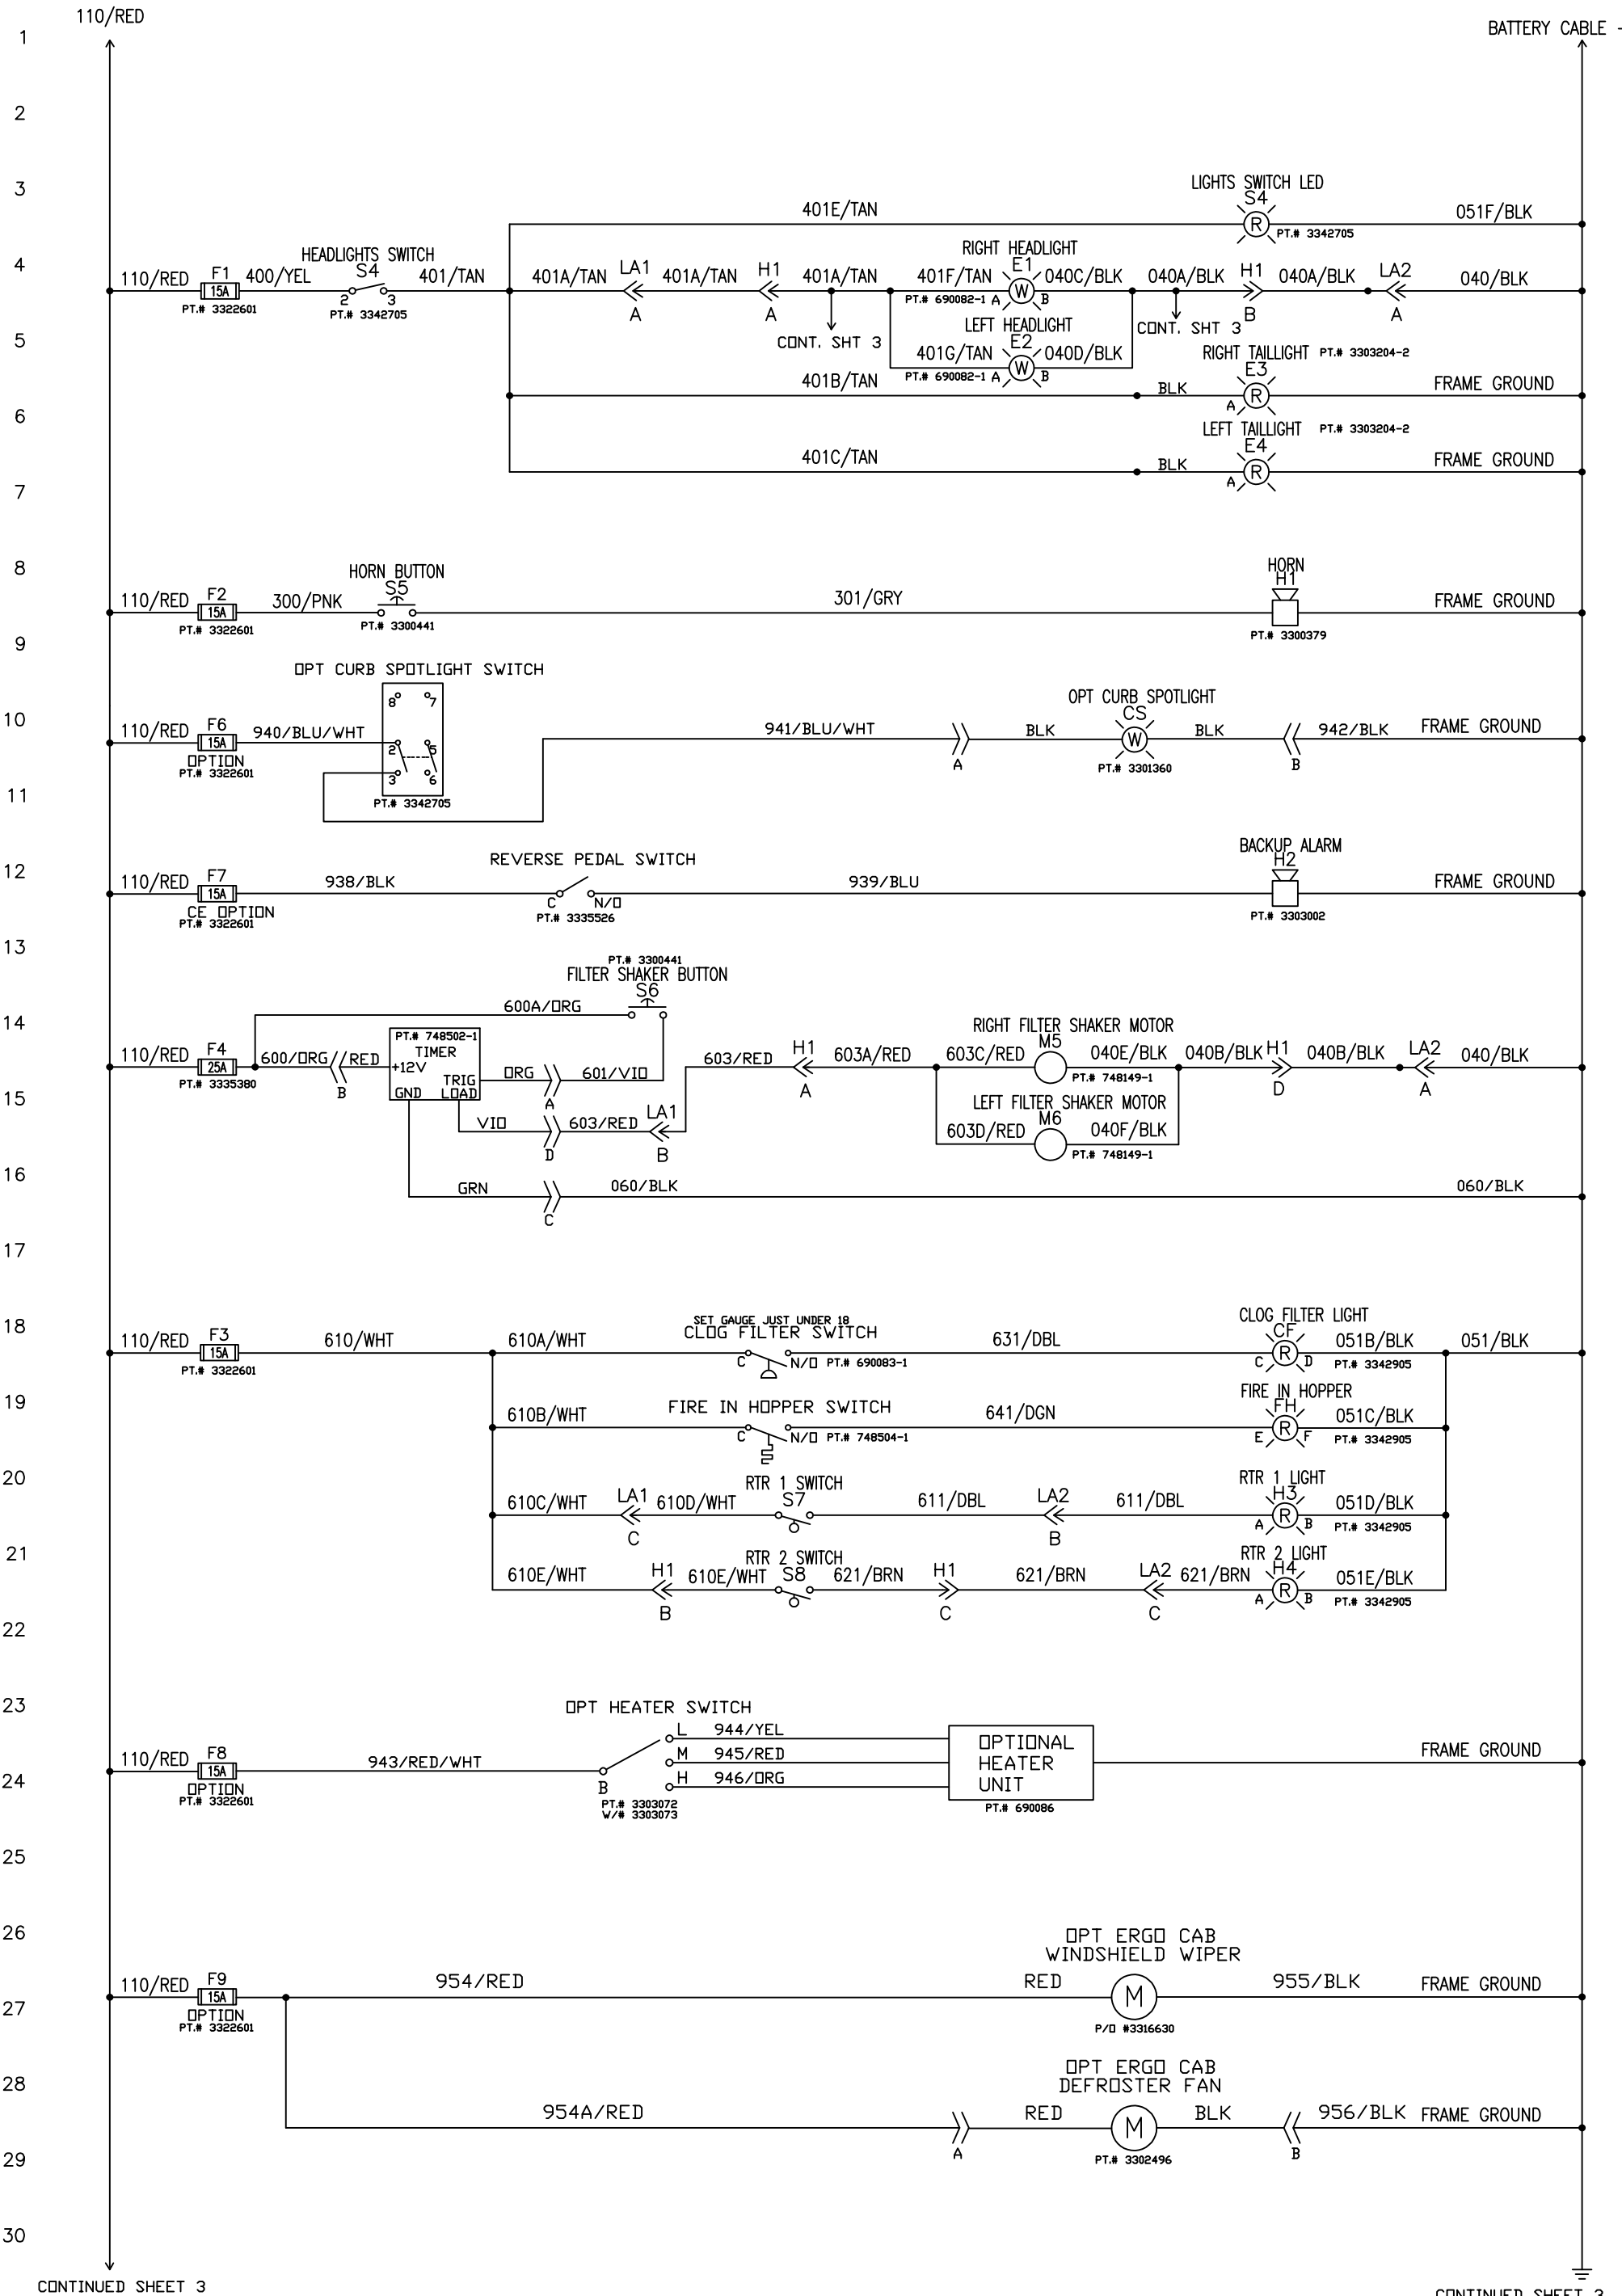 110/RED
BATTERY CABLE -
1
2
3
LIGHTS SWITCH LED
S4
401E/TAN
R
051F/BLK
PT.# 3342705
4
HEADLIGHTS SWITCH
RIGHT HEADLIGHT
110/RED
F1
15A
PT.# 3322601
400/YEL
S4
2
3
PT.# 3342705
401/TAN
401A/TAN
LA1
A
401A/TAN
H1
A
401A/TAN
401F/TAN
PT.# 690082-1
A
E1
W
B
040C/BLK
040A/BLK
H1
B
040A/BLK
LA2
A
040/BLK
5
CONT. SHT 3
LEFT HEADLIGHT
CONT. SHT 3
401G/TAN
PT.# 690082-1
A
E2
W
B
040D/BLK
RIGHT TAILLIGHT PT.# 3303204-2
E3
401B/TAN
BLK
A
R
FRAME GROUND
6
LEFT TAILLIGHT PT.# 3303204-2
E4
401C/TAN
BLK
A
R
FRAME GROUND
7
8
HORN BUTTON
HORN
110/RED
F2
15A
PT.# 3322601
300/PNK
S5
PT.# 3300441
301/GRY
H1
PT.# 3300379
FRAME GROUND
9
OPT CURB SPOTLIGHT SWITCH
8
7
10
OPT CURB SPOTLIGHT
110/RED
F6
15A
OPTION
PT.# 3322601
940/BLU/WHT
2
5
3
6
PT.# 3342705
941/BLU/WHT
A
BLK
CS
W
PT.# 3301360
BLK
B
942/BLK
FRAME GROUND
11
12
REVERSE PEDAL SWITCH
BACKUP ALARM
110/RED
F7
15A
CE OPTION
PT.# 3322601
938/BLK
C
N/O
PT.# 3335526
939/BLU
H2
PT.# 3303002
FRAME GROUND
13
PT.# 3300441
FILTER SHAKER BUTTON
S6
600A/ORG
14
RIGHT FILTER SHAKER MOTOR
110/RED
F4
25A
PT.# 3335380
600/ORG
B
RED
PT.# 748502-1
TIMER
+12V
TRIG
GND
LOAD
ORG
A
601/VIO
603/RED
H1
A
603A/RED
603C/RED
M5
PT.# 748149-1
040E/BLK
040B/BLK
H1
D
040B/BLK
LA2
A
040/BLK
15
LEFT FILTER SHAKER MOTOR
VIO
D
603/RED
LA1
B
603D/RED
M6
PT.# 748149-1
040F/BLK
16
GRN
C
060/BLK
060/BLK
17
18
SET GAUGE JUST UNDER 18
CLOG FILTER SWITCH
CLOG FILTER LIGHT
110/RED
F3
15A
PT.# 3322601
610/WHT
610A/WHT
C
N/O PT.# 690083-1
631/DBL
CF
C
R
D
051B/BLK
PT.# 3342905
051/BLK
19
FIRE IN HOPPER SWITCH
FIRE IN HOPPER
610B/WHT
C
N/O PT.# 748504-1
641/DGN
FH
E
R
F
051C/BLK
PT.# 3342905
20
RTR 1 SWITCH
RTR 1 LIGHT
610C/WHT
LA1
C
610D/WHT
S7
611/DBL
LA2
B
611/DBL
H3
A
R
B
051D/BLK
PT.# 3342905
21
RTR 2 SWITCH
RTR 2 LIGHT
610E/WHT
H1
B
610E/WHT
S8
621/BRN
H1
C
621/BRN
LA2
C
621/BRN
H4
A
R
B
051E/BLK
PT.# 3342905
22
23
OPT HEATER SWITCH
L 944/YEL
M 945/RED
H 946/ORG
110/RED
F8
15A
OPTION
PT.# 3322601
943/RED/WHT
B
PT.# 3303072
W/# 3303073
OPTIONAL
HEATER
UNIT
PT.# 690086
FRAME GROUND
24
25
26
OPT ERGO CAB
WINDSHIELD WIPER
110/RED
F9
15A
OPTION
PT.# 3322601
954/RED
RED
M
P/O #3316630
955/BLK
FRAME GROUND
27
28
OPT ERGO CAB
DEFROSTER FAN
954A/RED
A
RED
M
PT.# 3302496
BLK
B
956/BLK
FRAME GROUND
29
30
CONTINUED SHEET 3
CONTINUED SHEET 3